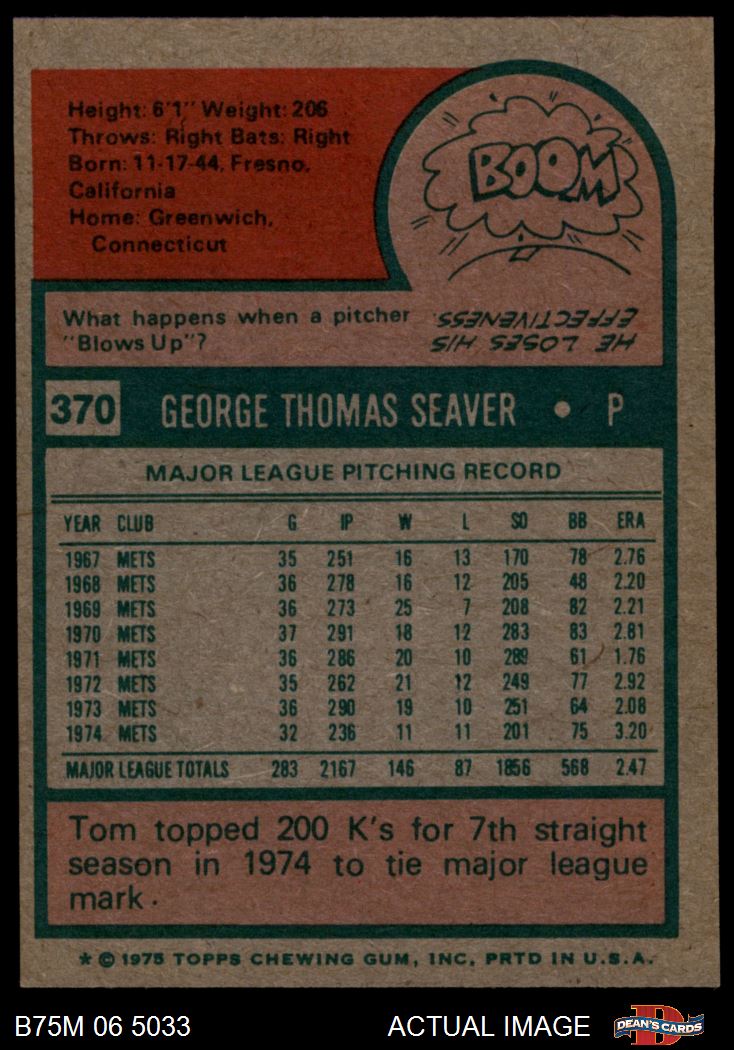 Height: 6'1" Weight: 206
Throws: Right Bats: Right
Born: 11-17-44, Fresno,
California
Home: Greenwich,
Connecticut
BOOM
What happens when a pitcher
"Blows Up"?
HE LOSES HIS
EFFECTIVENESS.
370 GEORGE THOMAS SEAVER • P
MAJOR LEAGUE PITCHING RECORD
YEAR CLUB G IP W L SO BB ERA
1967 METS 35 251 16 13 170 78 2.76
1968 METS 36 278 16 12 205 48 2.20
1969 METS 36 273 25 7 208 82 2.21
1970 METS 37 291 18 12 283 83 2.81
1971 METS 36 286 20 10 289 61 1.76
1972 METS 35 262 21 12 249 77 2.92
1973 METS 36 290 19 10 251 64 2.08
1974 METS 32 236 11 11 201 75 3.20
MAJOR LEAGUE TOTALS 283 2167 146 87 1856 568 2.47
Tom topped 200 K's for 7th straight
season in 1974 to tie major league
mark.
* © 1975 TOPPS CHEWING GUM, INC. PRTD IN U.S.A.
B75M 06 5033 ACTUAL IMAGE D DEAN'S CARDS